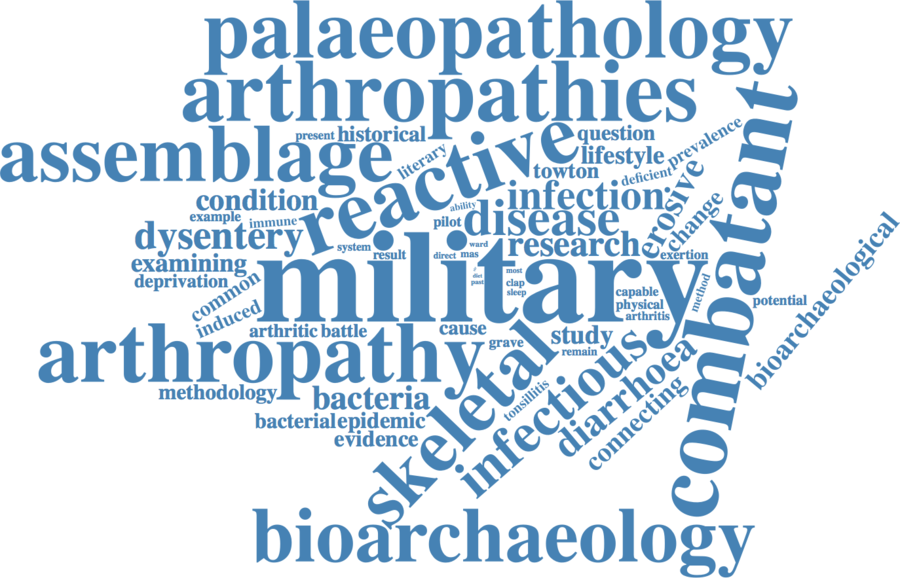 palaeopathology
arthropathies
present historical
question
prevalence
assemblage
literary
reactive
lifestyle
towton
deficient
condition
infection
erosive
combatant
example
immune
ability
pilot
disease
change
dysentery
system
result
direct
ward
mas
research
exertion
examining
military
diet
past
most
clap
sleep
capable
physical
arthritis
method
potential
bioarchaeological
deprivation
common
induced
arthritic battle
cause
grave
study
remain
arthropathy
skeletal
infectious
diarrhoea
connecting
methodology
bacteria
tonsillitis
bacterial epidemic
evidence
bioarchaeology